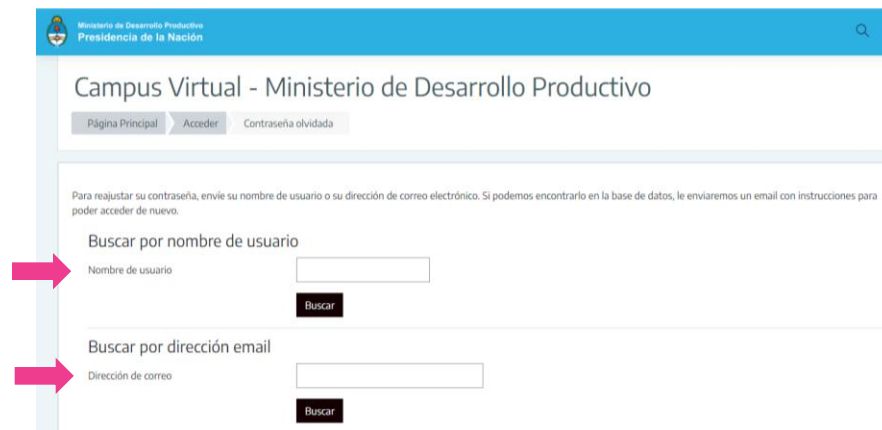 Ministerio de Desarrollo Productivo
Presidencia de la Nación
Campus Virtual - Ministerio de Desarrollo Productivo
Página Principal Acceder Contraseña olvidada
Para reajustar su contraseña, envíe su nombre de usuario o su dirección de correo electrónico. Si podemos encontrarlo en la base de datos, le enviaremos un email con instrucciones para
poder acceder de nuevo.
Buscar por nombre de usuario
Nombre de usuario
Buscar
Buscar por dirección email
Dirección de correo
Buscar